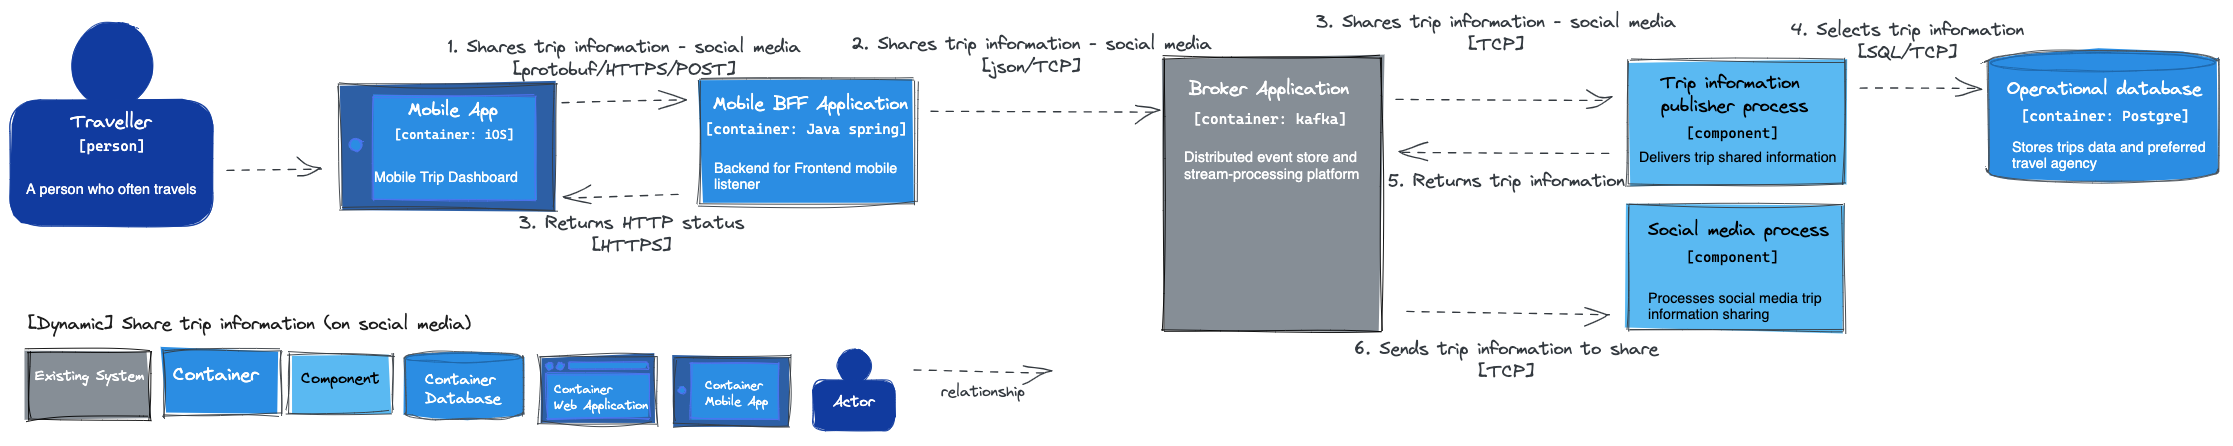 Traveller
[person]
A person who often travels
1. Shares trip information - social media
[protobuf/HTTPS/POST]
Mobile App
[container: iOS]
Mobile Trip Dashboard
Mobile BFF Application
[container: Java spring]
Backend for Frontend mobile
listener
3. Returns HTTP status
[HTTPS]
2. Shares trip information - social media
[json/TCP]
Broker Application
[container: kafka]
Distributed event store and
stream-processing platform
3. Shares trip information - social media
[TCP]
Trip information
publisher process
[component]
Delivers trip shared information
5. Returns trip information
4. Selects trip information
[SQL/TCP]
Operational database
[container: Postgre]
Stores trips data and preferred
travel agency
Social media process
[component]
Processes social media trip
information sharing
6. Sends trip information to share
[TCP]
[Dynamic] Share trip information (on social media)
Existing System
Container
Component
Container
Database
Container
Web Application
Container
Mobile App
Actor
relationship